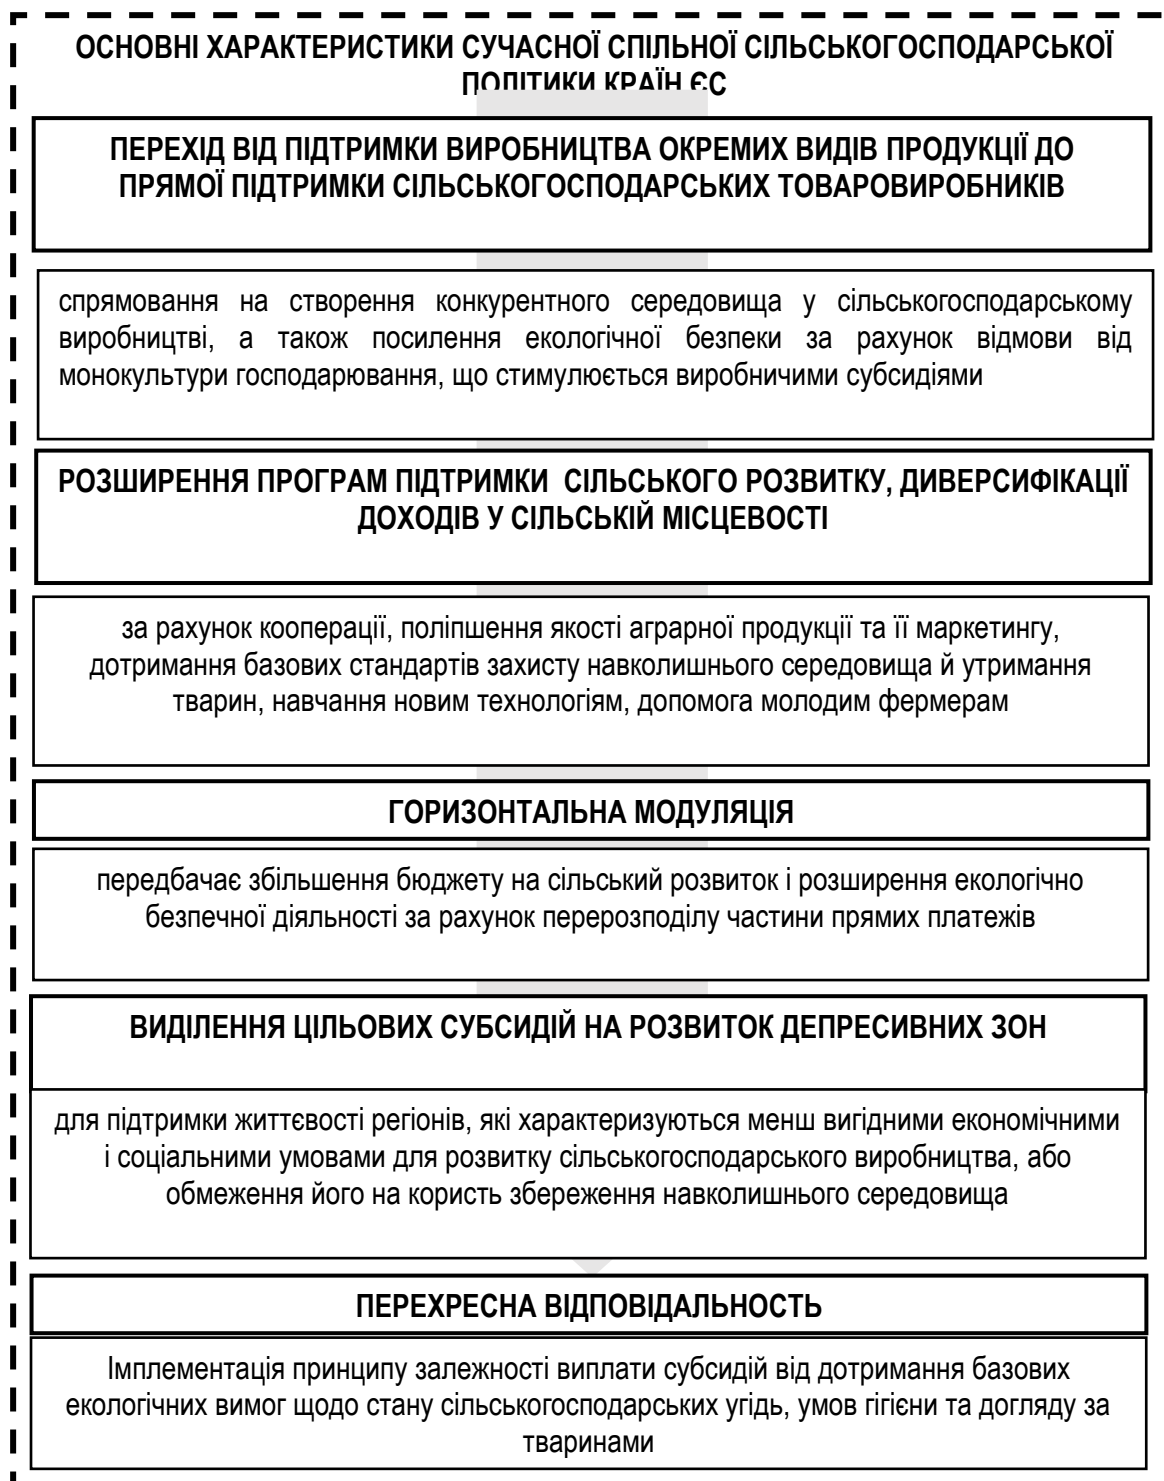 ОСНОВНІ ХАРАКТЕРИСТИКИ СУЧАСНОЇ СПІЛЬНОЇ СІЛЬСЬКОГОСПОДАРСЬКОЇ
ПОЛІТИКИ КРАЇН ЄС
ПЕРЕХІД ВІД ПІДТРИМКИ ВИРОБНИЦТВА ОКРЕМИХ ВИДІВ ПРОДУКЦІЇ ДО
ПРЯМОЇ ПІДТРИМКИ СІЛЬСЬКОГОСПОДАРСЬКИХ ТОВАРОВИРОБНИКІВ
спрямовання на створення конкурентного середовища у сільськогосподарському
виробництві, а також посилення екологічної безпеки за рахунок відмови від
монокультури господарювання, що стимулюється виробничими субсидіями
РОЗШИРЕННЯ ПРОГРАМ ПІДТРИМКИ СІЛЬСЬКОГО РОЗВИТКУ, ДИВЕРСИФІКАЦІЇ
ДОХОДІВ У СІЛЬСЬКІЙ МІСЦЕВОСТІ
за рахунок кооперації, поліпшення якості аграрної продукції та її маркетингу,
дотримання базових стандартів захисту навколишнього середовища й утримання
тварин, навчання новим технологіям, допомога молодим фермерам
ГОРИЗОНТАЛЬНА МОДУЛЯЦІЯ
передбачає збільшення бюджету на сільський розвиток і розширення екологічно
безпечної діяльності за рахунок перерозподілу частини прямих платежів
ВИДІЛЕННЯ ЦІЛЬОВИХ СУБСИДІЙ НА РОЗВИТОК ДЕПРЕСИВНИХ ЗОН
для підтримки життєвості регіонів, які характеризуються менш вигідними економічними
і соціальними умовами для розвитку сільськогосподарського виробництва, або
обмеження його на користь збереження навколишнього середовища
ПЕРЕХРЕСНА ВІДПОВІДАЛЬНОСТЬ
Імплементація принципу залежності виплати субсидій від дотримання базових
екологічних вимог щодо стану сільськогосподарських угідь, умов гігієни та догляду за
тваринами